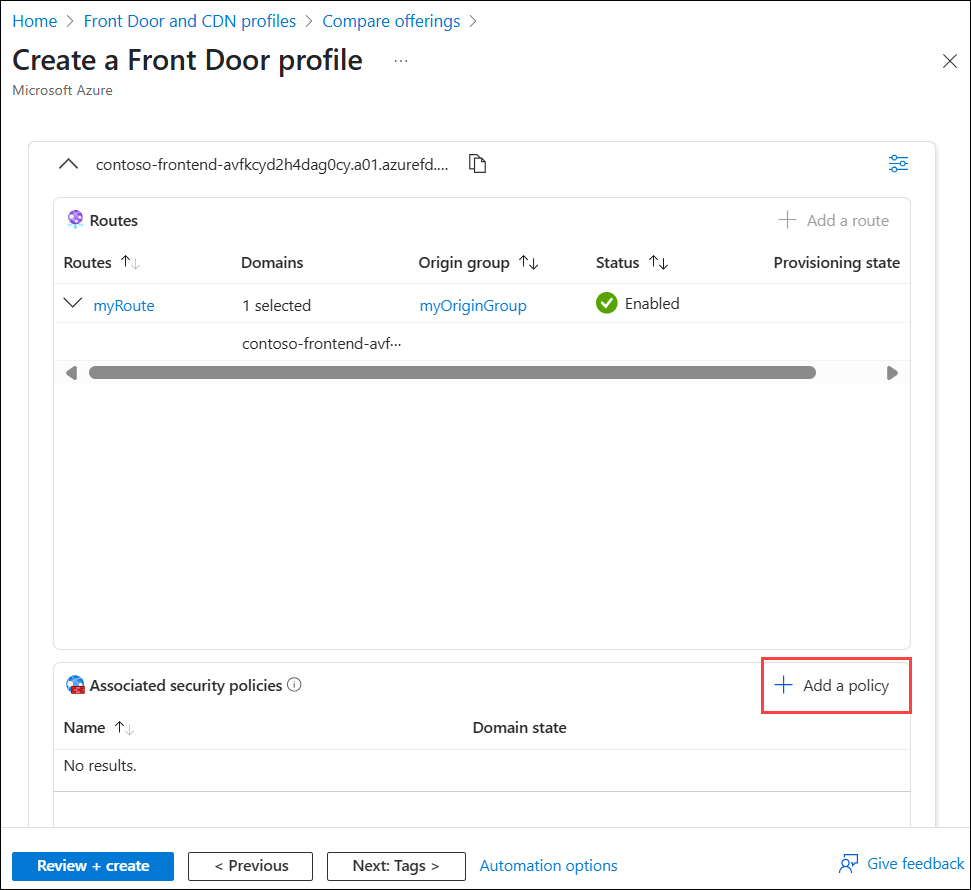 Home > Front Door and CDN profiles > Compare offerings >
Create a Front Door profile ...
Microsoft Azure
contoso-frontend-avfkcyd2h4dag0cy.a01.azurefd....
Routes
+ Add a route
Routes ↑↓ Domains Origin group ↑↓ Status ↑↓ Provisioning state
myRoute 1 selected myOriginGroup Enabled
contoso-frontend-avf···
Associated security policies
+ Add a policy
Name ↑↓ Domain state
No results.
Review + create < Previous Next: Tags > Automation options Give feedback